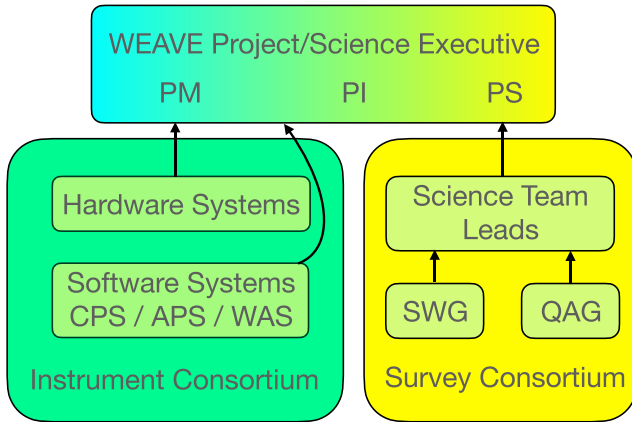 WEAVE Project/Science Executive
PM PI PS
Hardware Systems
Software Systems
CPS / APS / WAS
Instrument Consortium
Science Team
Leads
SWG
QAG
Survey Consortium